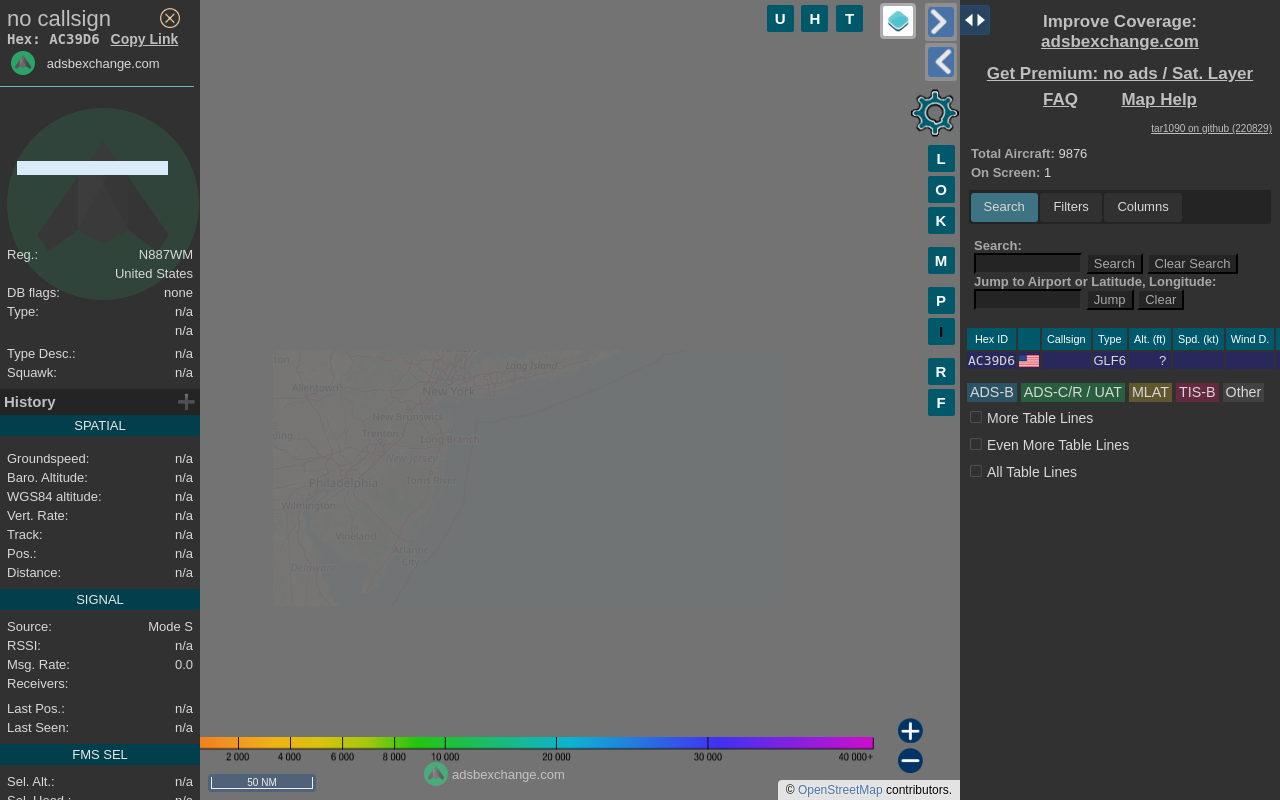 no callsign
Hex: AC39D6 Copy Link
adsbexchange.com
Reg.: N887WM
United States
DB flags: none
Type: n/a
n/a
Type Desc.: n/a
Squawk: n/a
History
SPATIAL
Groundspeed: n/a
Baro. Altitude: n/a
WGS84 altitude: n/a
Vert. Rate: n/a
Track: n/a
Pos.: n/a
Distance: n/a
SIGNAL
Source: Mode S
RSSI: n/a
Msg. Rate: 0.0
Receivers:
Last Pos.: n/a
Last Seen: n/a
FMS SEL
Sel. Alt.: n/a
Sel. Head.: n/a
U H T
L
O
K
M
P
I
R
F
Long Island
Allentown
New York
New Brunswick
Trenton
Long Branch
New Jersey
Philadelphia
Toms River
Wilmington
Vineland
Atlantic
City
Delaware
2 000 4 000 6 000 8 000 10 000 20 000 30 000 40 000+
adsbexchange.com
50 NM
© OpenStreetMap contributors.
Improve Coverage:
adsbexchange.com
Get Premium: no ads / Sat. Layer
FAQ Map Help
tar1090 on github (220829)
Total Aircraft: 9876
On Screen: 1
Search Filters Columns
Search:
Search Clear Search
Jump to Airport or Latitude, Longitude:
Jump Clear
Hex ID Callsign Type Alt. (ft) Spd. (kt) Wind D.
AC39D6 GLF6 ?
ADS-B ADS-C/R / UAT MLAT TIS-B Other
More Table Lines
Even More Table Lines
All Table Lines